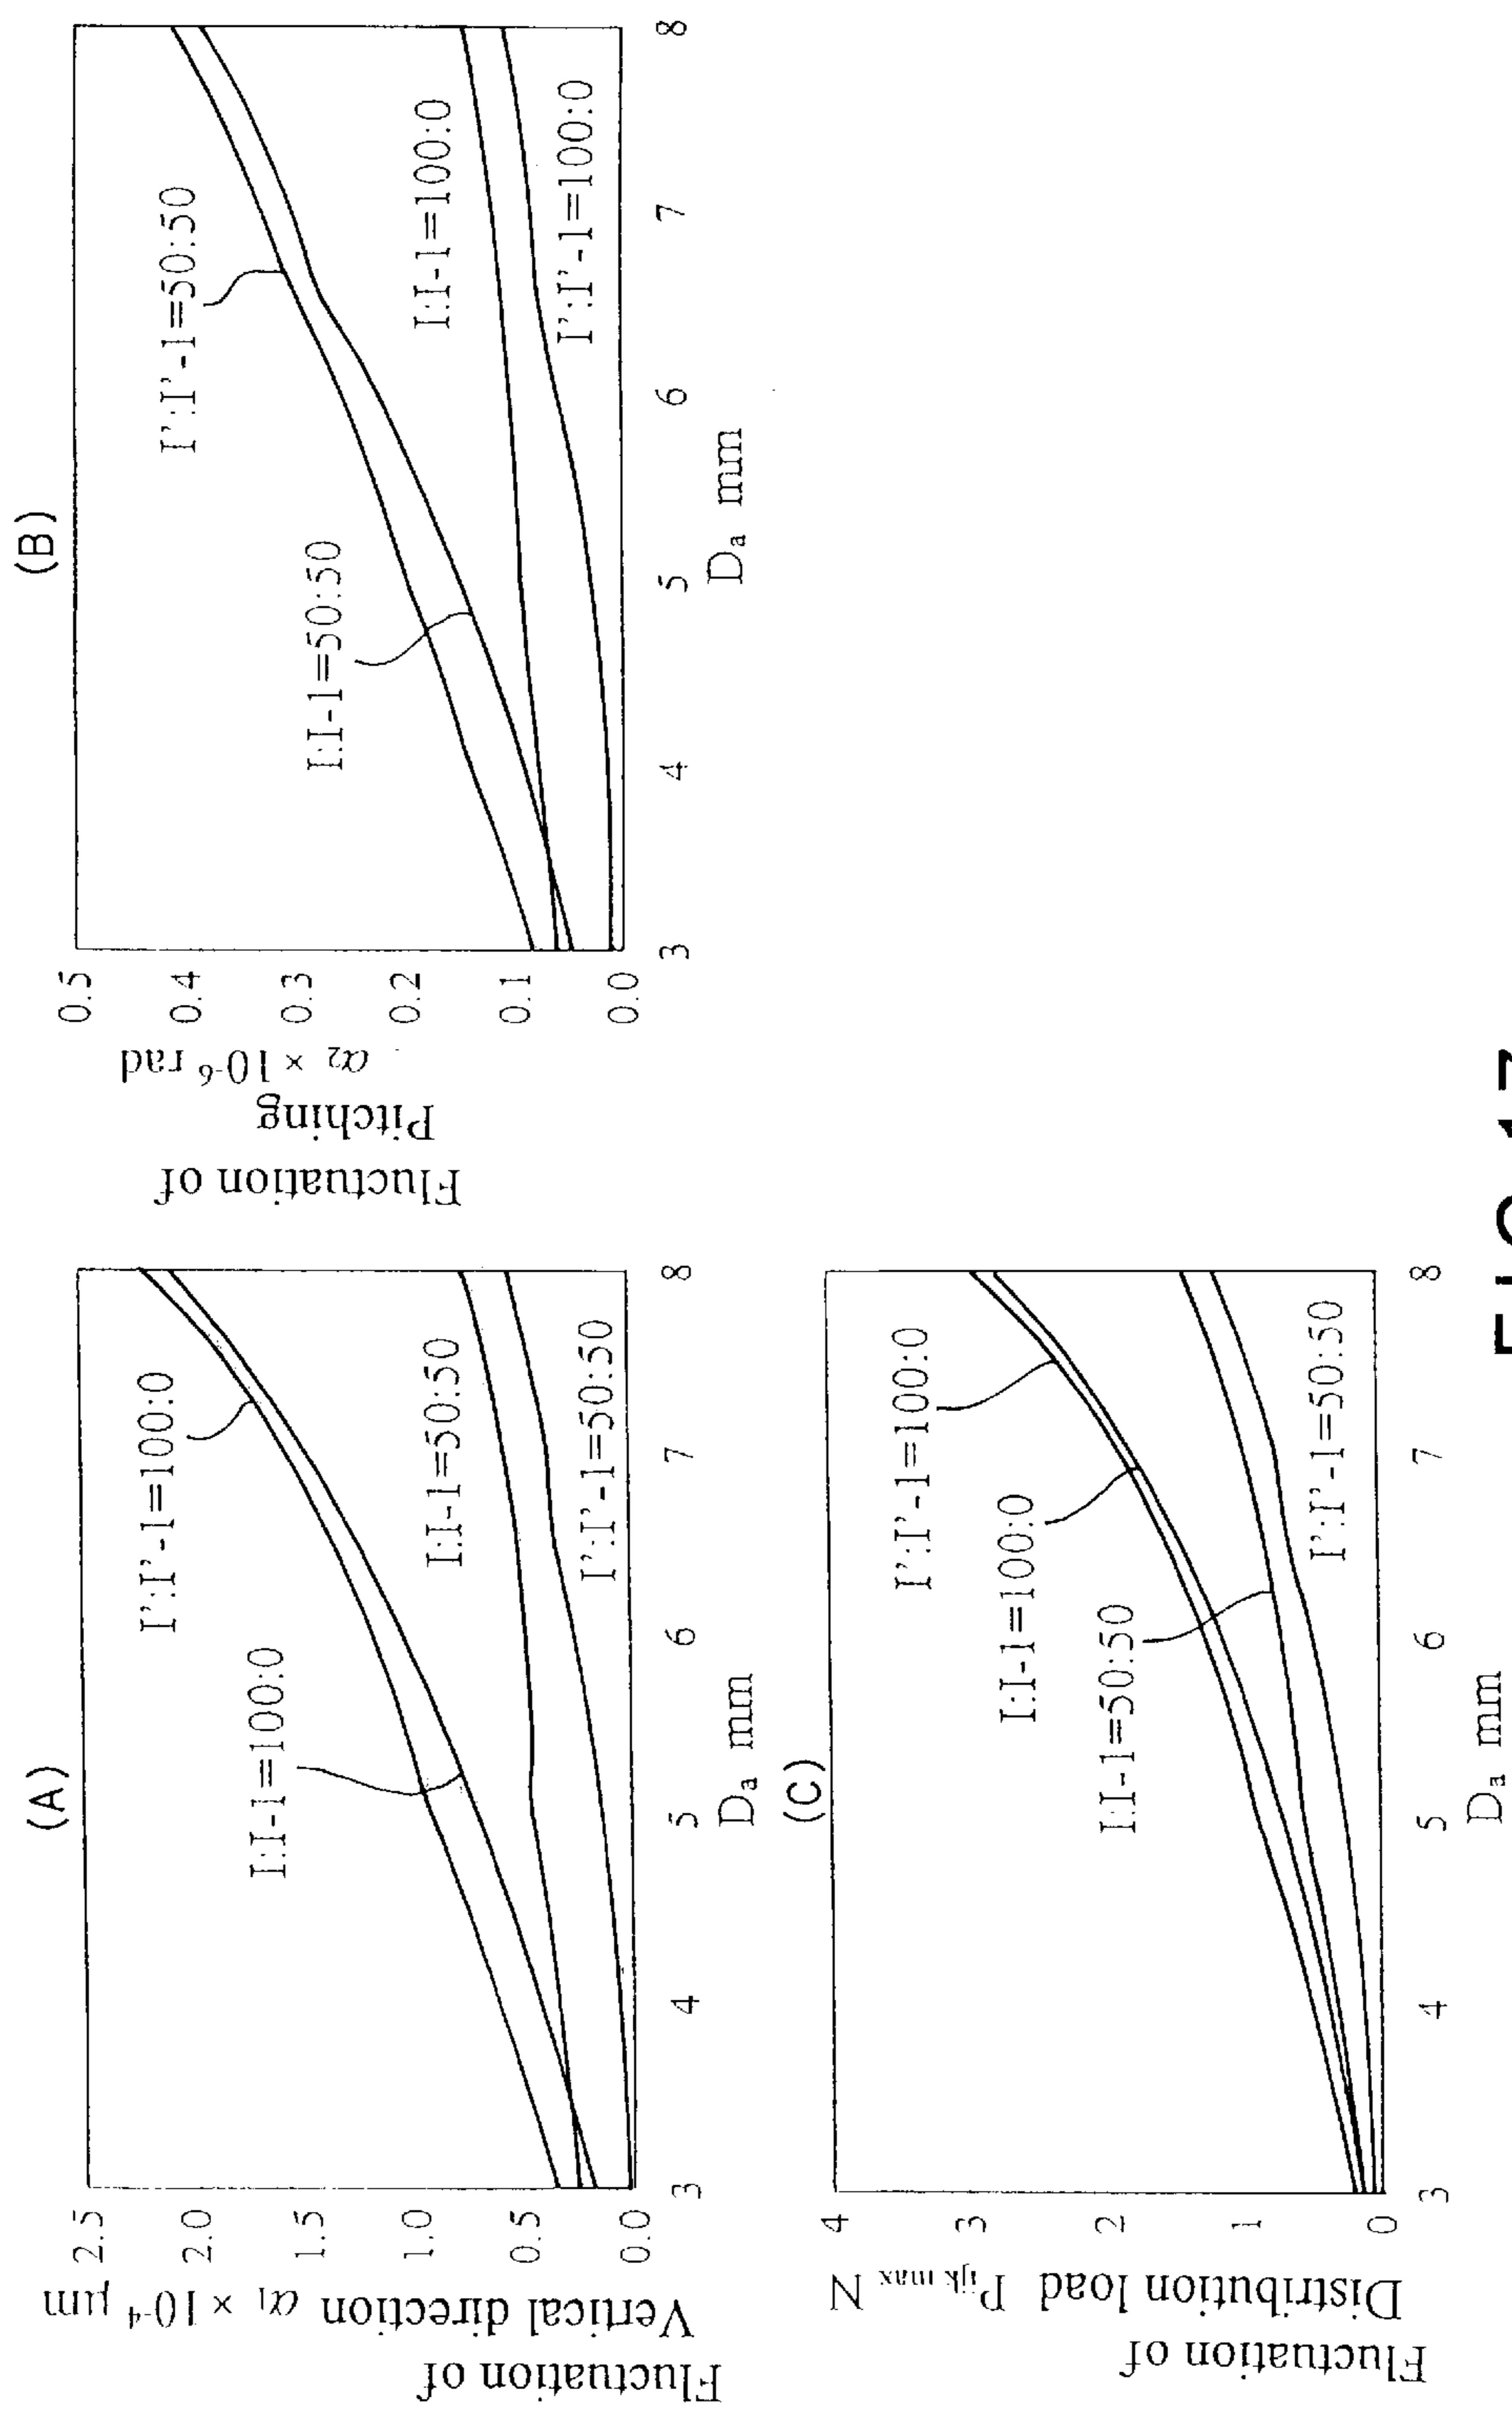 (A)
Fluctuation of
Vertical direction α₁ × 10⁻⁴ μm
2.5
2.0
1.5
1.0
0.5
0.0
I':I'-1=100:0
I:I-1=100:0
I:I-1=50:50
I':I'-1=50:50
3 4 5 6 7 8
Dₐ mm
(B)
Fluctuation of
Pitching
α₂ × 10⁻⁶ rad
0.5
0.4
0.3
0.2
0.1
0.0
I':I'-1=50:50
I:I-1=50:50
I:I-1=100:0
I':I'-1=100:0
3 4 5 6 7 8
Dₐ mm
(C)
Fluctuation of
Distribution load P ijk max N
4
3
2
1
0
I':I'-1=100:0
I:I-1=100:0
I:I-1=50:50
I':I'-1=50:50
3 4 5 6 7 8
Dₐ mm